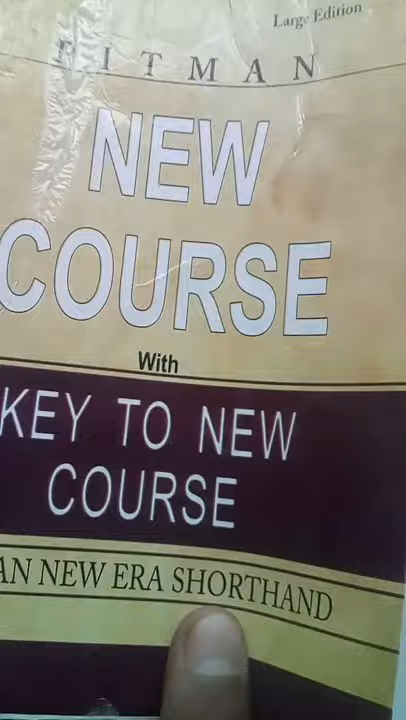 Large Edition
PITMAN
NEW
COURSE
With
KEY TO NEW
COURSE
AN NEW ERA SHORTHAND